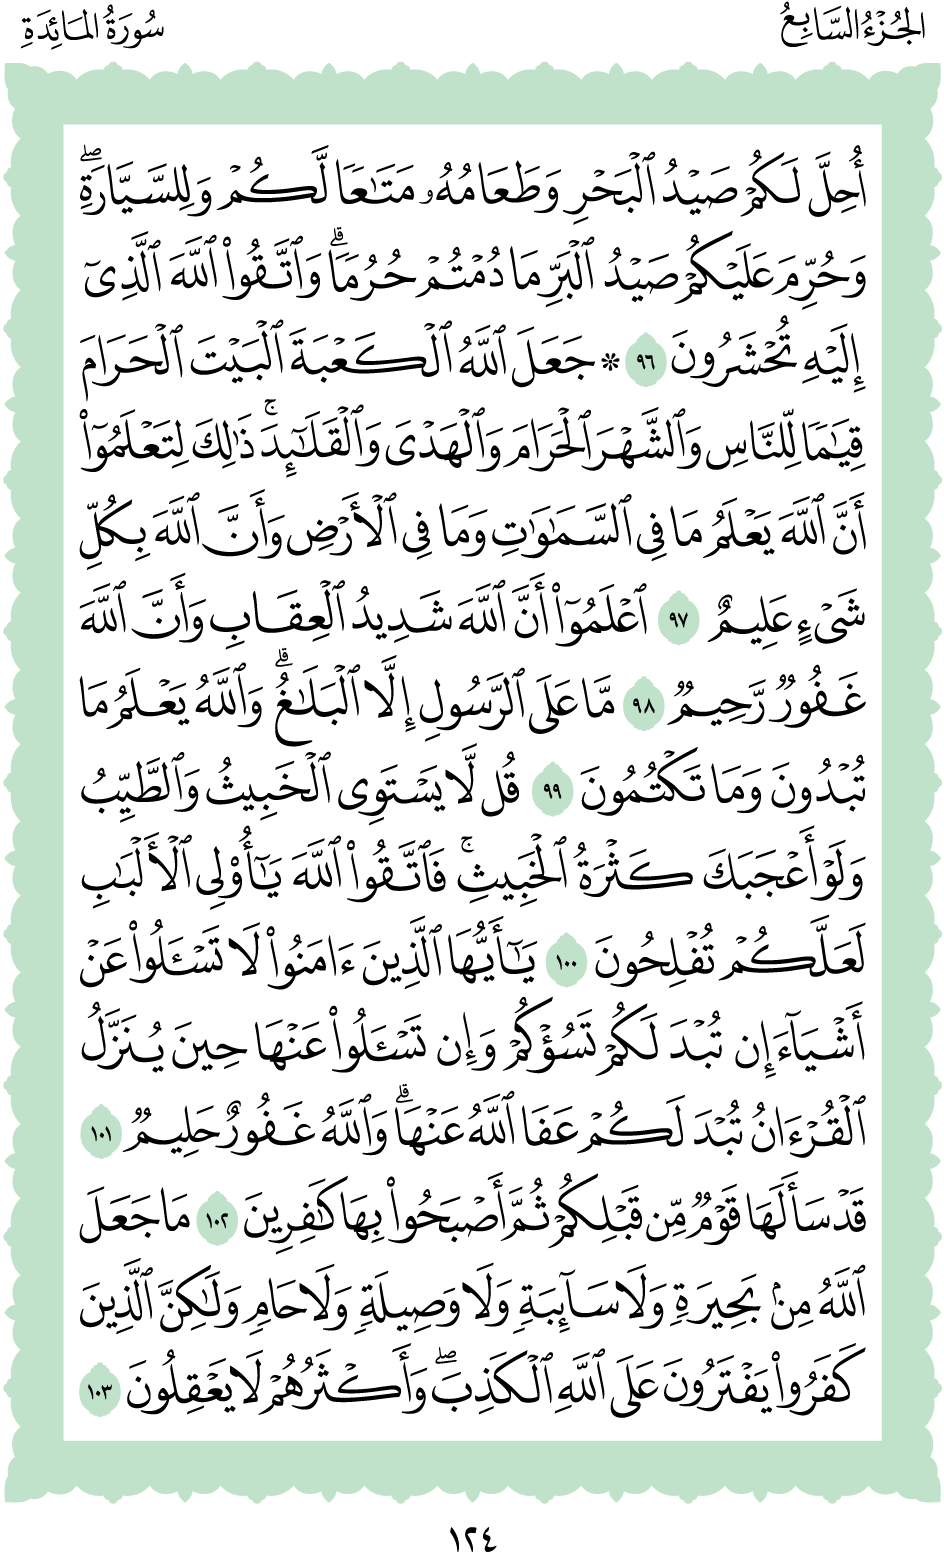 الجُزْءُ السَّابِعُ
سُورَةُ المَائِدَةِ
أُحِلَّ لَكُمۡ صَيۡدُ ٱلۡبَحۡرِ وَطَعَامُهُۥ مَتَٰعٗا لَّكُمۡ وَلِلسَّيَّارَةِۖ
وَحُرِّمَ عَلَيۡكُمۡ صَيۡدُ ٱلۡبَرِّ مَا دُمۡتُمۡ حُرُمٗاۗ وَٱتَّقُواْ ٱللَّهَ ٱلَّذِيٓ
إِلَيۡهِ تُحۡشَرُونَ ٩٦ ۞ جَعَلَ ٱللَّهُ ٱلۡكَعۡبَةَ ٱلۡبَيۡتَ ٱلۡحَرَامَ
قِيَٰمٗا لِّلنَّاسِ وَٱلشَّهۡرَ ٱلۡحَرَامَ وَٱلۡهَدۡيَ وَٱلۡقَلَٰٓئِدَۚ ذَٰلِكَ لِتَعۡلَمُوٓاْ
أَنَّ ٱللَّهَ يَعۡلَمُ مَا فِي ٱلسَّمَٰوَٰتِ وَمَا فِي ٱلۡأَرۡضِ وَأَنَّ ٱللَّهَ بِكُلِّ
شَيۡءٍ عَلِيمٌ ٩٧ ٱعۡلَمُوٓاْ أَنَّ ٱللَّهَ شَدِيدُ ٱلۡعِقَابِ وَأَنَّ ٱللَّهَ
غَفُورٞ رَّحِيمٞ ٩٨ مَّا عَلَى ٱلرَّسُولِ إِلَّا ٱلۡبَلَٰغُۗ وَٱللَّهُ يَعۡلَمُ مَا
تُبۡدُونَ وَمَا تَكۡتُمُونَ ٩٩ قُل لَّا يَسۡتَوِي ٱلۡخَبِيثُ وَٱلطَّيِّبُ
وَلَوۡ أَعۡجَبَكَ كَثۡرَةُ ٱلۡخَبِيثِۚ فَٱتَّقُواْ ٱللَّهَ يَٰٓأُوْلِي ٱلۡأَلۡبَٰبِ
لَعَلَّكُمۡ تُفۡلِحُونَ ١٠٠ يَٰٓأَيُّهَا ٱلَّذِينَ ءَامَنُواْ لَا تَسۡـَٔلُواْ عَنۡ
أَشۡيَآءَ إِن تُبۡدَ لَكُمۡ تَسُؤۡكُمۡ وَإِن تَسۡـَٔلُواْ عَنۡهَا حِينَ يُنَزَّلُ
ٱلۡقُرۡءَانُ تُبۡدَ لَكُمۡ عَفَا ٱللَّهُ عَنۡهَاۗ وَٱللَّهُ غَفُورٌ حَلِيمٞ ١٠١
قَدۡ سَأَلَهَا قَوۡمٞ مِّن قَبۡلِكُمۡ ثُمَّ أَصۡبَحُواْ بِهَا كَٰفِرِينَ ١٠٢ مَا جَعَلَ
ٱللَّهُ مِنۢ بَحِيرَةٖ وَلَا سَآئِبَةٖ وَلَا وَصِيلَةٖ وَلَا حَامٖ وَلَٰكِنَّ ٱلَّذِينَ
كَفَرُواْ يَفۡتَرُونَ عَلَى ٱللَّهِ ٱلۡكَذِبَۖ وَأَكۡثَرُهُمۡ لَا يَعۡقِلُونَ ١٠٣
١٢٤